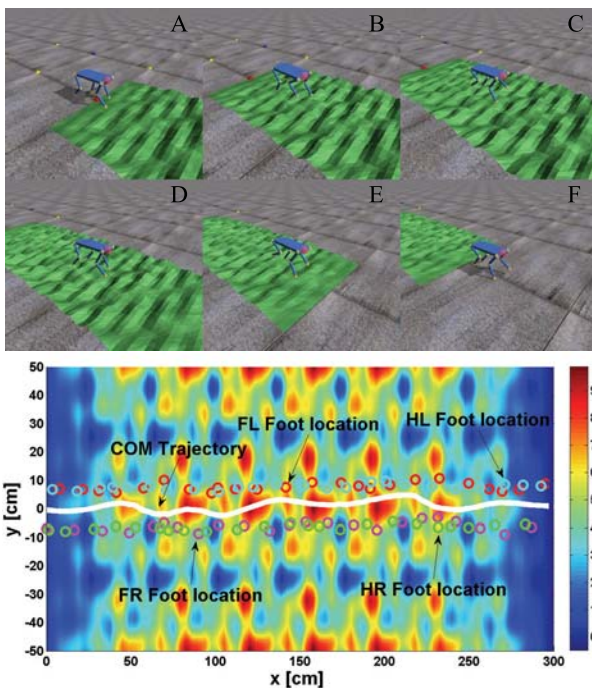 A B C
D E F
50
40
30
20
10
0
-10
-20
-30
-40
-50
y [cm]
COM Trajectory
FL Foot location
HL Foot location
FR Foot location
HR Foot location
0 50 100 150 200 250 300
x [cm]